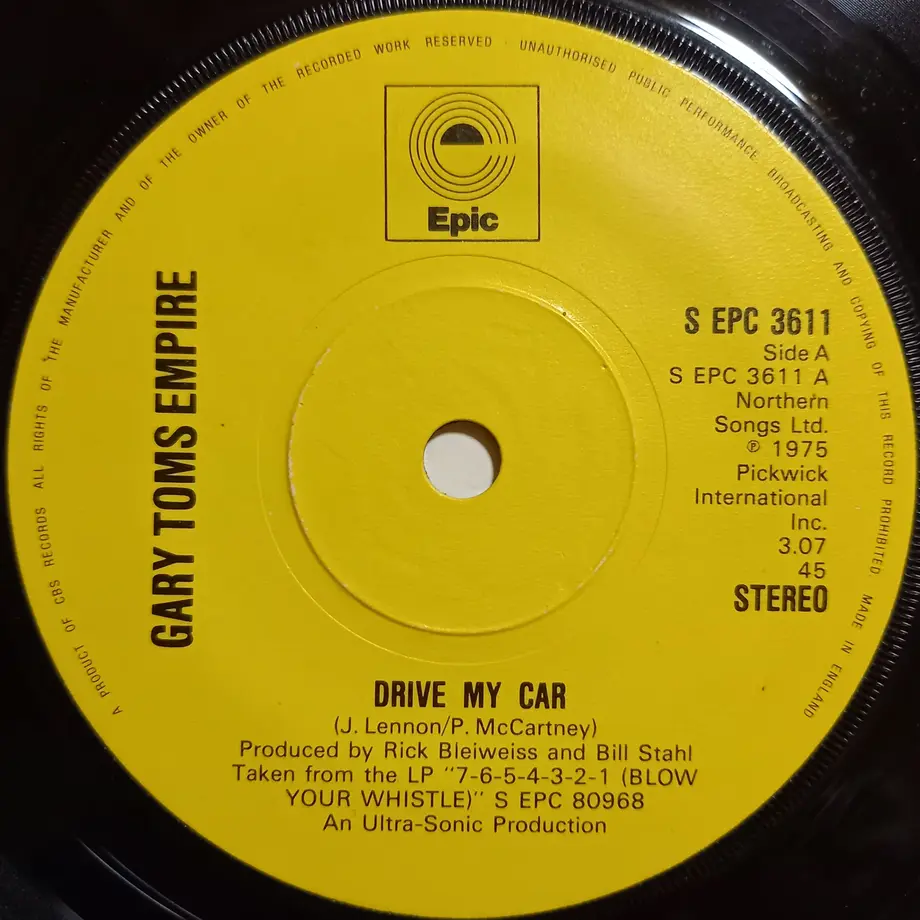 A PRODUCT OF CBS RECORDS ALL RIGHTS OF THE MANUFACTURER AND OF THE OWNER OF THE RECORDED WORK RESERVED · UNAUTHORISED PUBLIC PERFORMANCE BROADCASTING AND COPYING OF THIS RECORD PROHIBITED. MADE IN ENGLAND
Epic
GARY TOMS EMPIRE
S EPC 3611
Side A
S EPC 3611 A
Northern
Songs Ltd.
℗ 1975
Pickwick
International
Inc.
3.07
45
STEREO
DRIVE MY CAR
(J. Lennon/P. McCartney)
Produced by Rick Bleiweiss and Bill Stahl
Taken from the LP "7-6-5-4-3-2-1 (BLOW
YOUR WHISTLE)" S EPC 80968
An Ultra-Sonic Production